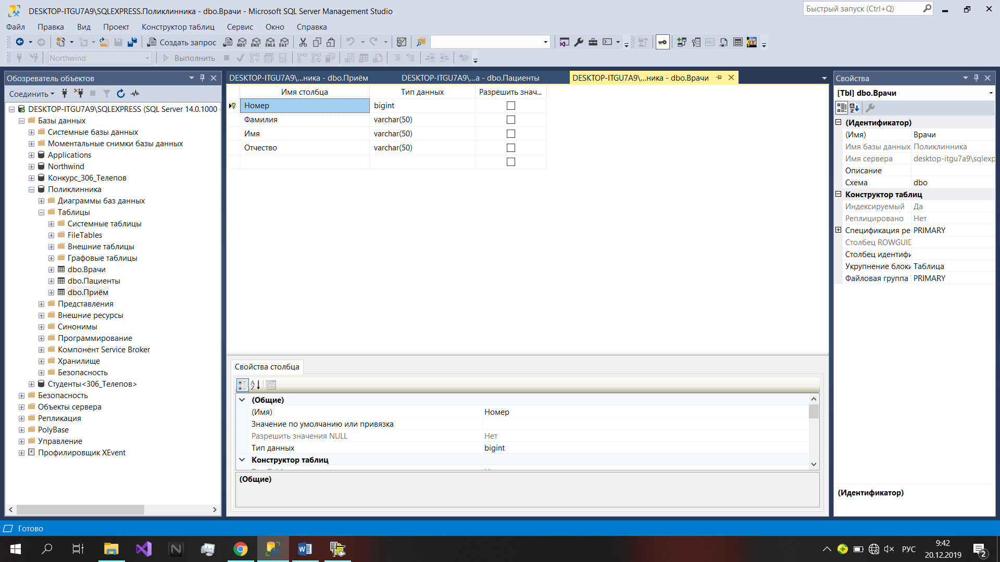 DESKTOP-ITGU7A9\SQLEXPRESS.Поликлинника - dbo.Врачи - Microsoft SQL Server Management Studio
Быстрый запуск (Ctrl+Q)
Файл Правка Вид Проект Конструктор таблиц Сервис Окно Справка
Создать запрос MDX DMX XMLA DAX
Northwind Выполнить
Обозреватель объектов
Соединить
DESKTOP-ITGU7A9\SQLEXPRESS (SQL Server 14.0.1000 -
Базы данных
Системные базы данных
Моментальные снимки базы данных
Applications
Northwind
Конкурс_306_Телепов
Поликлинника
Диаграммы баз данных
Таблицы
Системные таблицы
FileTables
Внешние таблицы
Графовые таблицы
dbo.Врачи
dbo.Пациенты
dbo.Приём
Представления
Внешние ресурсы
Синонимы
Программирование
Компонент Service Broker
Хранилище
Безопасность
Студенты<306_Телепов>
Безопасность
Объекты сервера
Репликация
PolyBase
Управление
Профилировщик XEvent
DESKTOP-ITGU7A9\...ника - dbo.Приём DESKTOP-ITGU7A9\...а - dbo.Пациенты DESKTOP-ITGU7A9\...ника - dbo.Врачи
Имя столбца Тип данных Разрешить знач...
Номер bigint
Фамилия varchar(50)
Имя varchar(50)
Отчество varchar(50)
Свойства столбца
(Общие)
(Имя) Номер
Значение по умолчанию или привязка
Разрешить значения NULL Нет
Тип данных bigint
Конструктор таблиц
(Общие)
Свойства
[Tbl] dbo.Врачи
(Идентификатор)
(Имя) Врачи
Имя базы данных Поликлинника
Имя сервера desktop-itgu7a9\sqlexp
Описание
Схема dbo
Конструктор таблиц
Индексируемый Да
Реплицировано Нет
Спецификация ре PRIMARY
Столбец ROWGUID
Столбец идентифи
Укрупнение блоки Таблица
Файловая группа PRIMARY
(Идентификатор)
Готово
РУС
9:42
20.12.2019
2